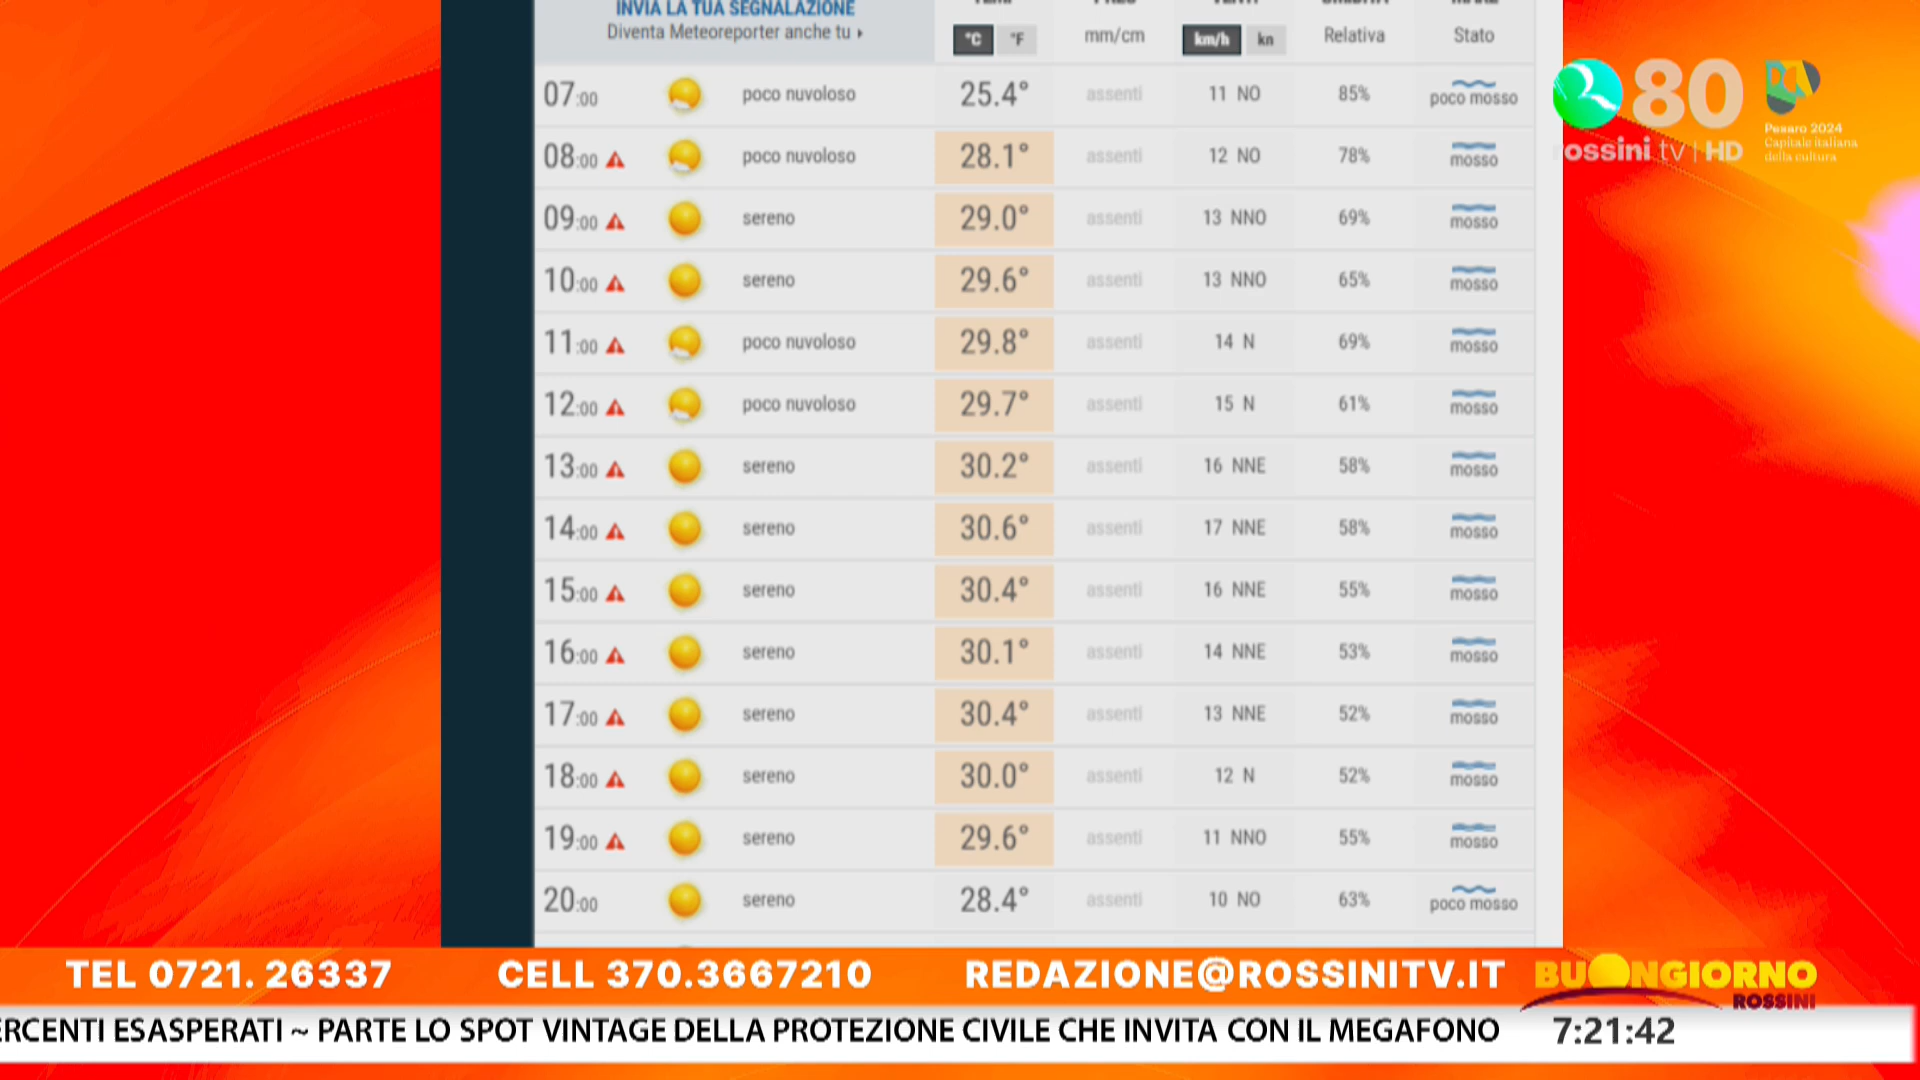 INVIA LA TUA SEGNALAZIONE
Diventa Meteoreporter anche tu
°C °F mm/cm km/h kn Relativa Stato
07:00 poco nuvoloso 25.4° assenti 11 NO 85% poco mosso
08:00 poco nuvoloso 28.1° assenti 12 NO 78% mosso
09:00 sereno 29.0° assenti 13 NNO 69% mosso
10:00 sereno 29.6° assenti 13 NNO 65% mosso
11:00 poco nuvoloso 29.8° assenti 14 N 69% mosso
12:00 poco nuvoloso 29.7° assenti 15 N 61% mosso
13:00 sereno 30.2° assenti 16 NNE 58% mosso
14:00 sereno 30.6° assenti 17 NNE 58% mosso
15:00 sereno 30.4° assenti 16 NNE 55% mosso
16:00 sereno 30.1° assenti 14 NNE 53% mosso
17:00 sereno 30.4° assenti 13 NNE 52% mosso
18:00 sereno 30.0° assenti 12 N 52% mosso
19:00 sereno 29.6° assenti 11 NNO 55% mosso
20:00 sereno 28.4° assenti 10 NO 63% poco mosso
80
rossini tv | HD
Pesaro 2024
Capitale italiana
della cultura
TEL 0721. 26337 CELL 370.3667210 REDAZIONE@ROSSINITV.IT
BUONGIORNO
ROSSINI
ERCENTI ESASPERATI ~ PARTE LO SPOT VINTAGE DELLA PROTEZIONE CIVILE CHE INVITA CON IL MEGAFONO
7:21:42